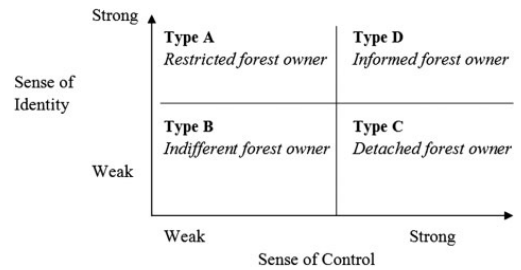 Strong
Type A
Restricted forest owner
Type D
Informed forest owner
Sense of
Identity
Type B
Indifferent forest owner
Type C
Detached forest owner
Weak
Weak
Strong
Sense of Control